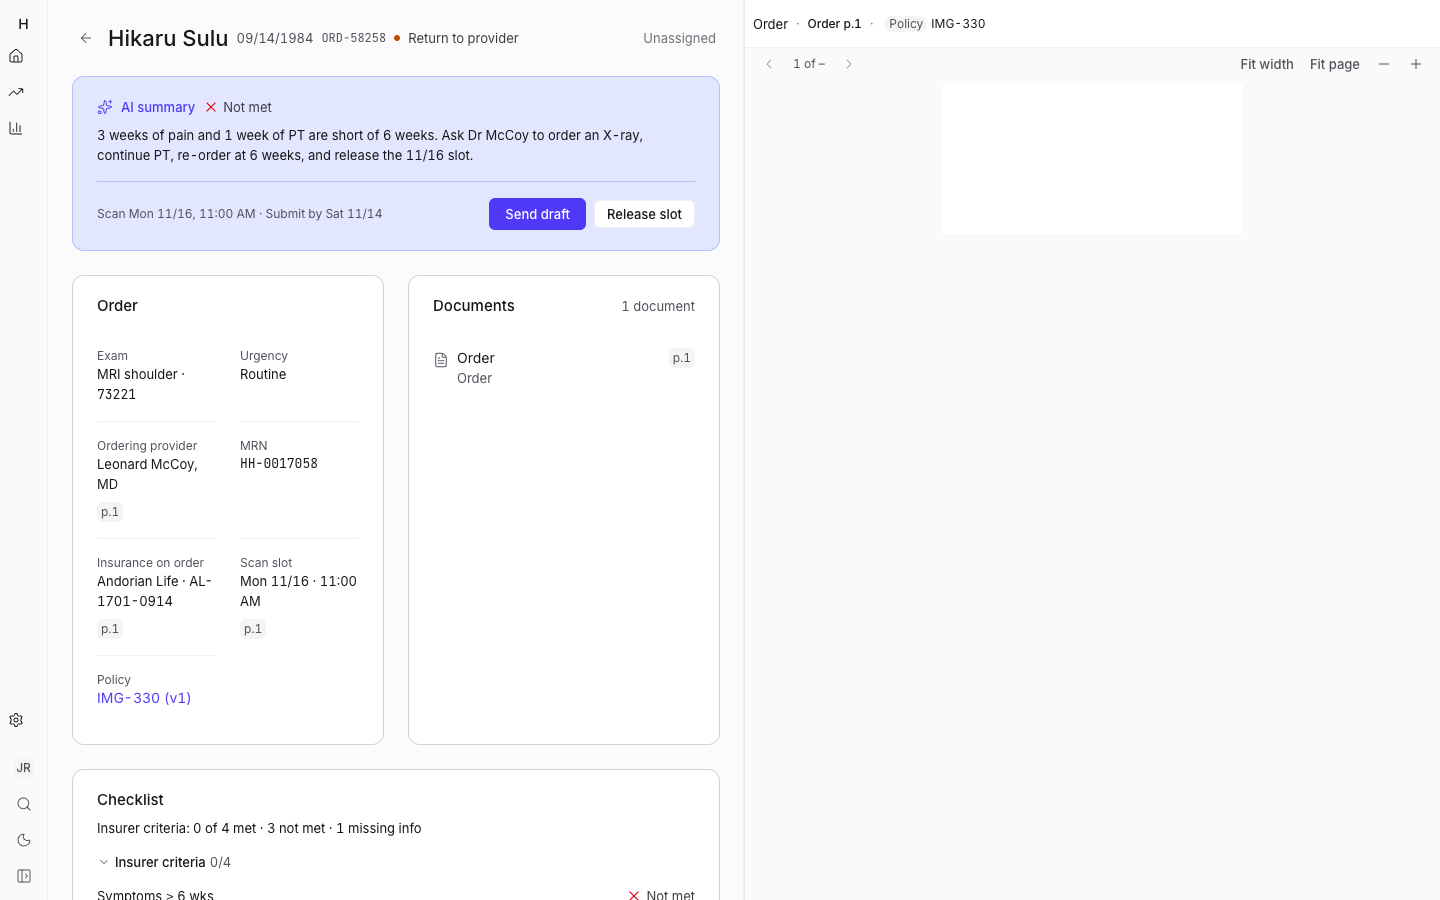 H
JR
Hikaru Sulu 09/14/1984 ORD-58258 Return to provider Unassigned
AI summary Not met
3 weeks of pain and 1 week of PT are short of 6 weeks. Ask Dr McCoy to order an X-ray,
continue PT, re-order at 6 weeks, and release the 11/16 slot.
Scan Mon 11/16, 11:00 AM · Submit by Sat 11/14
Send draft Release slot
Order
Exam
MRI shoulder ·
73221
Urgency
Routine
Ordering provider
Leonard McCoy,
MD
p.1
MRN
HH-0017058
Insurance on order
Andorian Life · AL-
1701-0914
p.1
Scan slot
Mon 11/16 · 11:00
AM
p.1
Policy
IMG-330 (v1)
Documents 1 document
Order p.1
Order
Checklist
Insurer criteria: 0 of 4 met · 3 not met · 1 missing info
Insurer criteria 0/4
Symptoms ≥ 6 wks Not met
Order · Order p.1 · Policy IMG-330
1 of –
Fit width Fit page